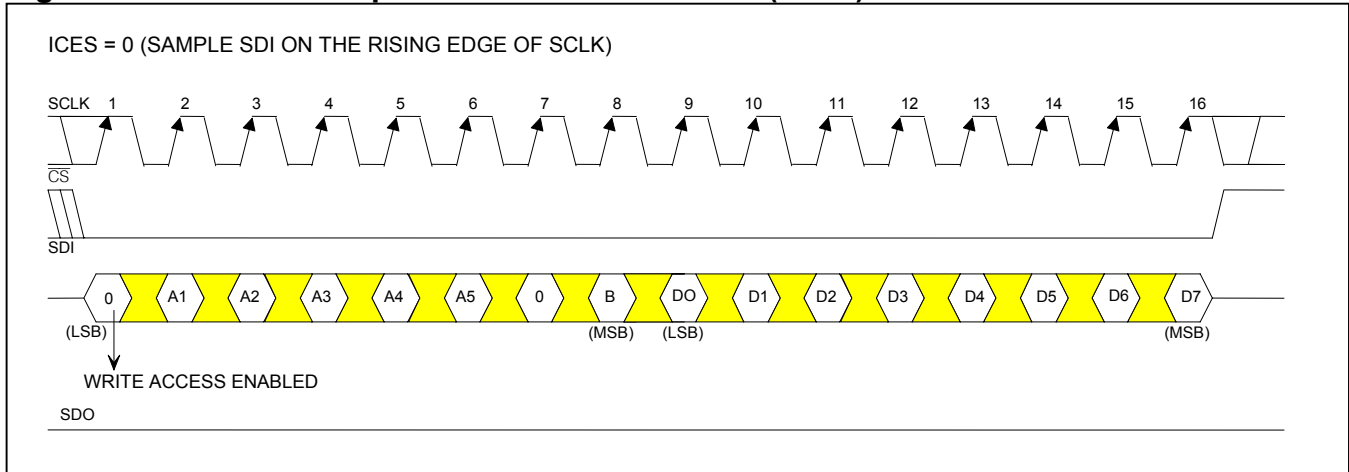 ICES = 0 (SAMPLE SDI ON THE RISING EDGE OF SCLK)
SCLK 1 2 3 4 5 6 7 8 9 10 11 12 13 14 15 16
CS
SDI
0 A1 A2 A3 A4 A5 0 B DO D1 D2 D3 D4 D5 D6 D7
(LSB) (MSB) (LSB) (MSB)
WRITE ACCESS ENABLED
SDO